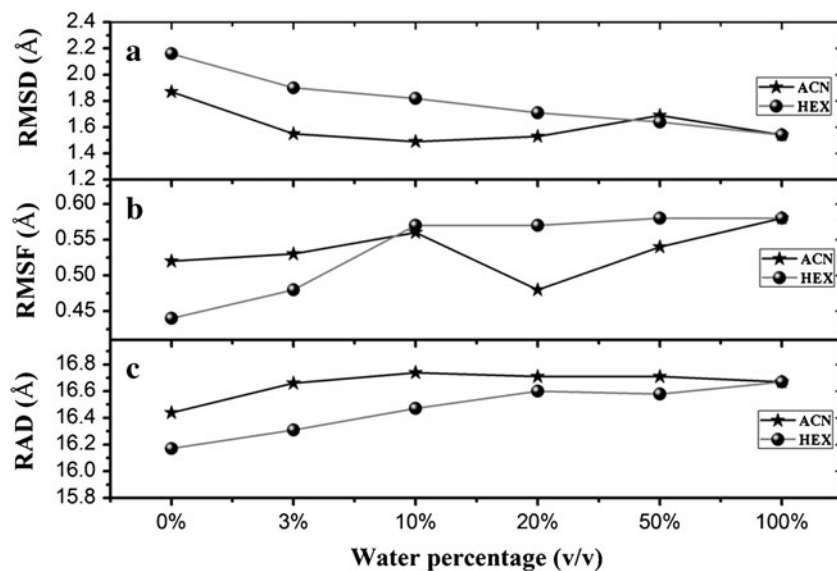 a
RMSD (Å)
2.4
2.2
2.0
1.8
1.6
1.4
1.2
ACN
HEX
b
RMSF (Å)
0.60
0.55
0.50
0.45
ACN
HEX
c
RAD (Å)
16.8
16.6
16.4
16.2
16.0
15.8
ACN
HEX
0% 3% 10% 20% 50% 100%
Water percentage (v/v)